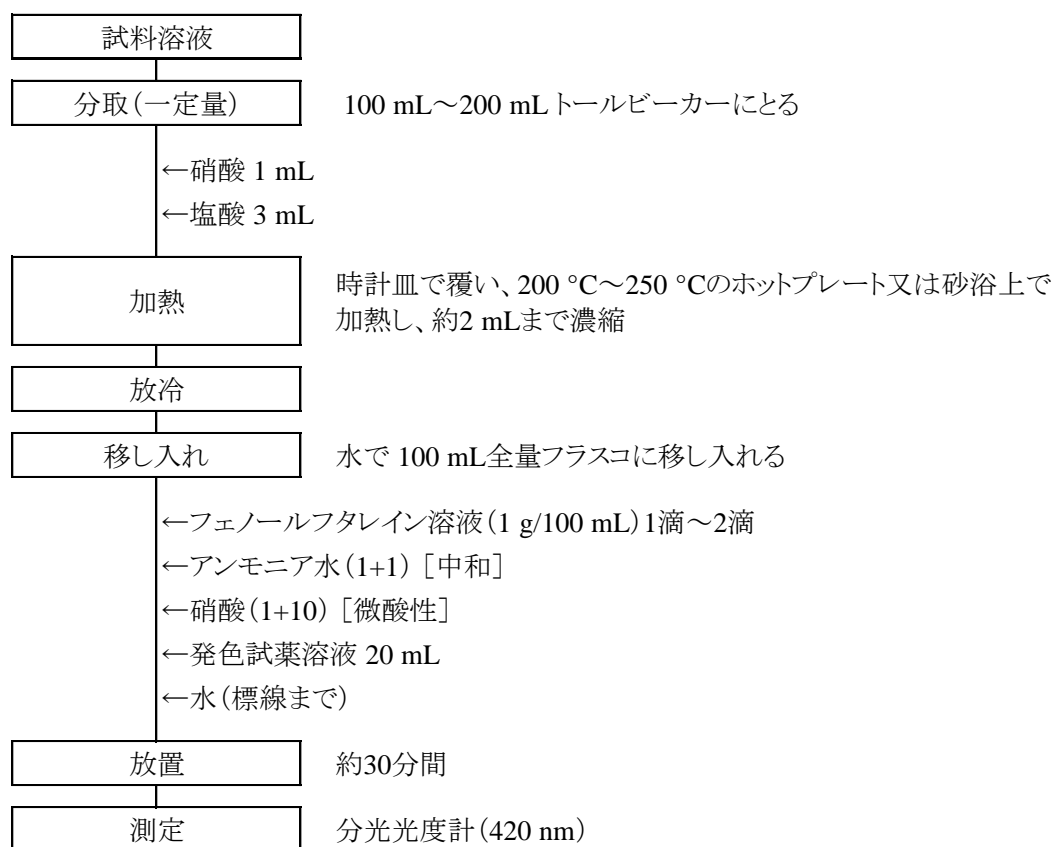 試料溶液
分取（一定量） 100 mL～200 mLトールビーカーにとる
←硝酸 1 mL
←塩酸 3 mL
加熱
時計皿で覆い、200 °C～250 °Cのホットプレート又は砂浴上で
加熱し、約2 mLまで濃縮
放冷
移し入れ 水で 100 mL全量フラスコに移し入れる
←フェノールフタレイン溶液（1 g/100 mL）1滴～2滴
←アンモニア水（1+1）［中和］
←硝酸（1+10）［微酸性］
←発色試薬溶液 20 mL
←水（標線まで）
放置 約30分間
測定 分光光度計（420 nm）